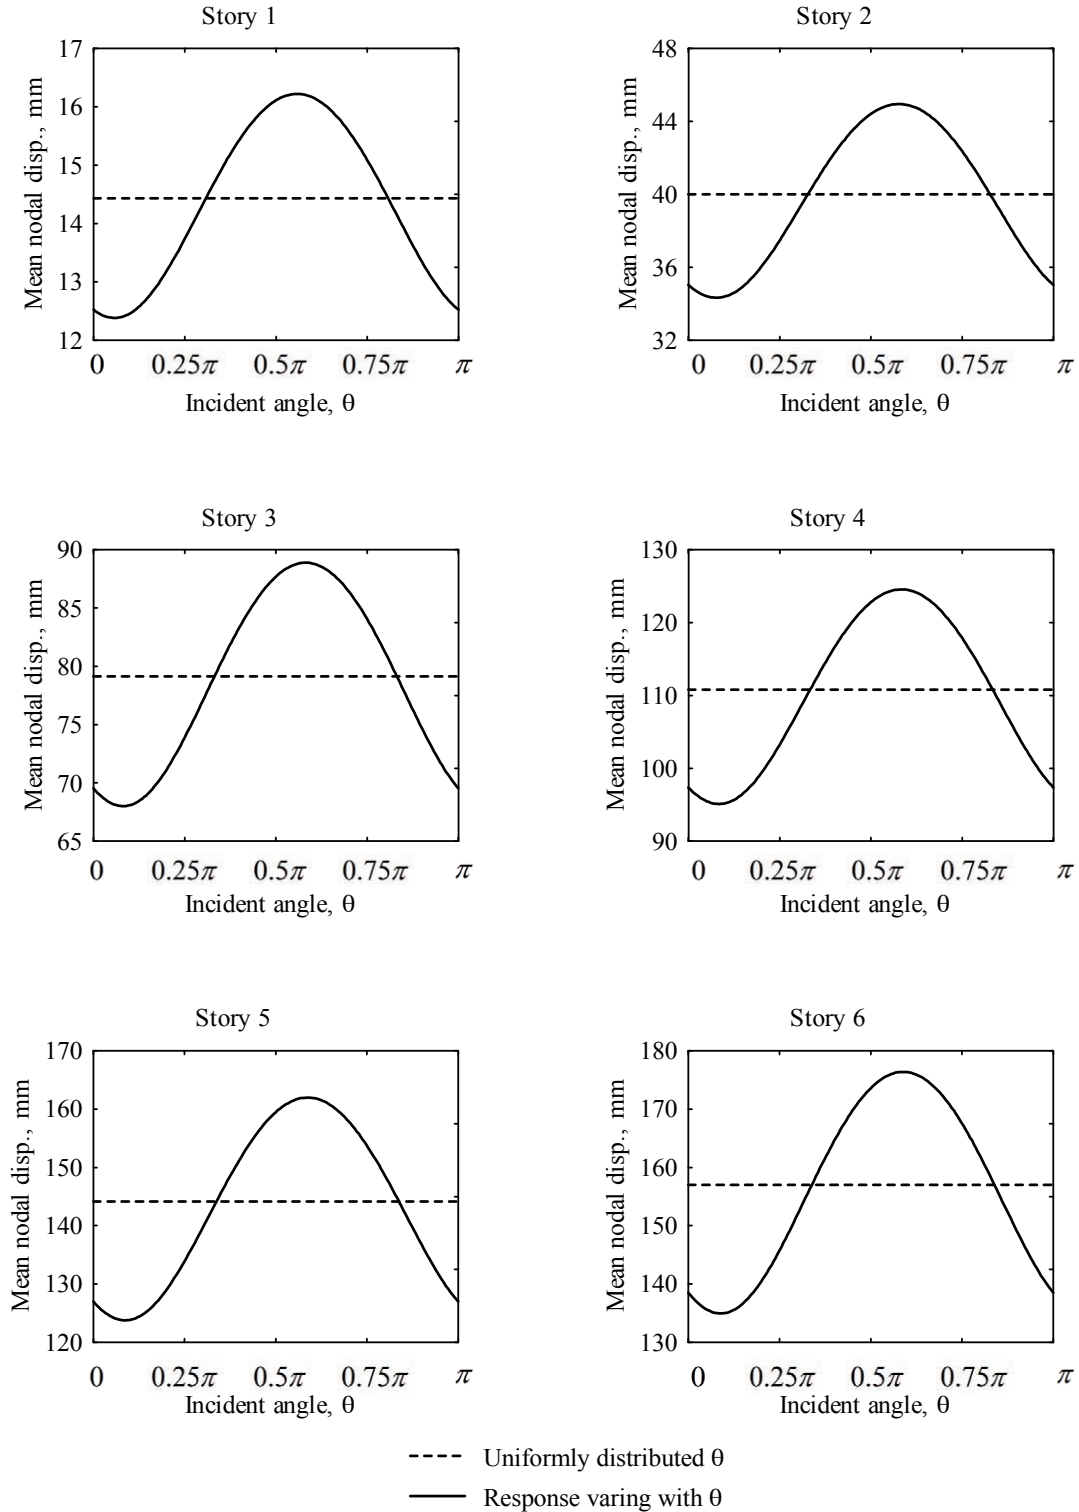 Story 1
Mean nodal disp., mm
17
16
15
14
13
12
0 0.25π 0.5π 0.75π π
Incident angle, θ
Story 2
Mean nodal disp., mm
48
44
40
36
32
0 0.25π 0.5π 0.75π π
Incident angle, θ
Story 3
Mean nodal disp., mm
90
85
80
75
70
65
0 0.25π 0.5π 0.75π π
Incident angle, θ
Story 4
Mean nodal disp., mm
130
120
110
100
90
0 0.25π 0.5π 0.75π π
Incident angle, θ
Story 5
Mean nodal disp., mm
170
160
150
140
130
120
0 0.25π 0.5π 0.75π π
Incident angle, θ
Story 6
Mean nodal disp., mm
180
170
160
150
140
130
0 0.25π 0.5π 0.75π π
Incident angle, θ
Uniformly distributed θ
Response varing with θ